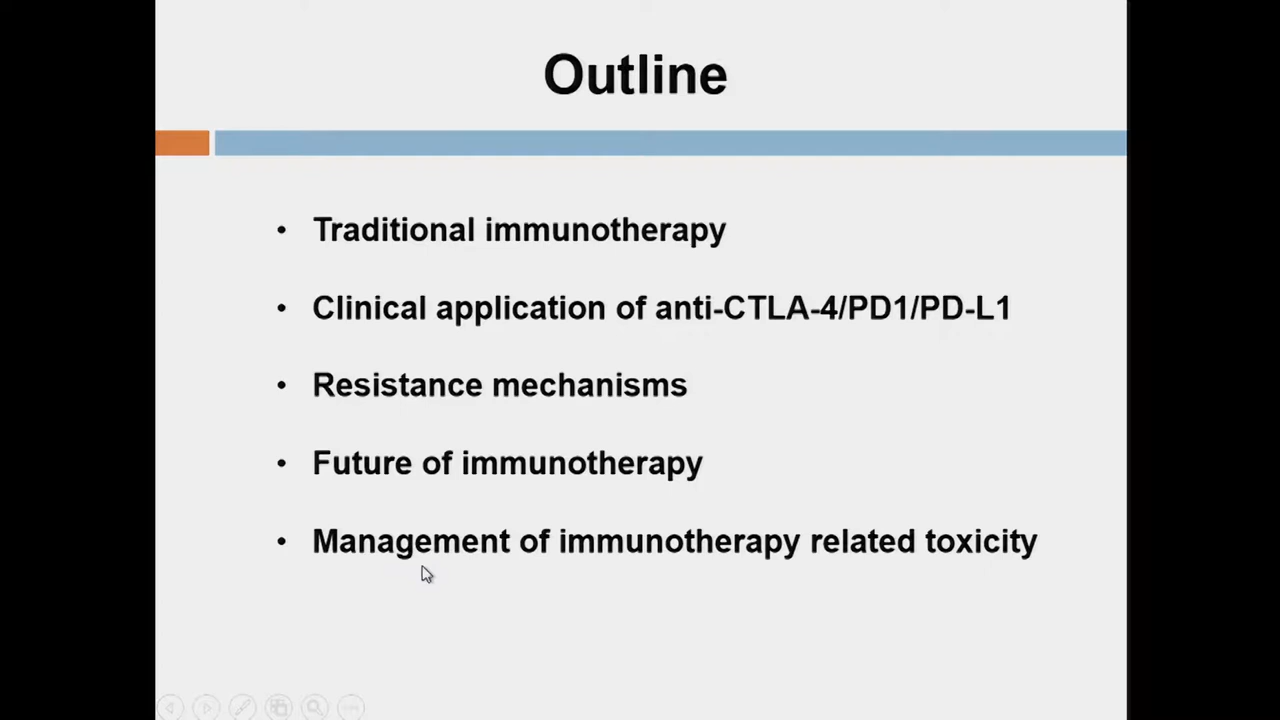 Outline
• Traditional immunotherapy
• Clinical application of anti-CTLA-4/PD1/PD-L1
• Resistance mechanisms
• Future of immunotherapy
• Management of immunotherapy related toxicity